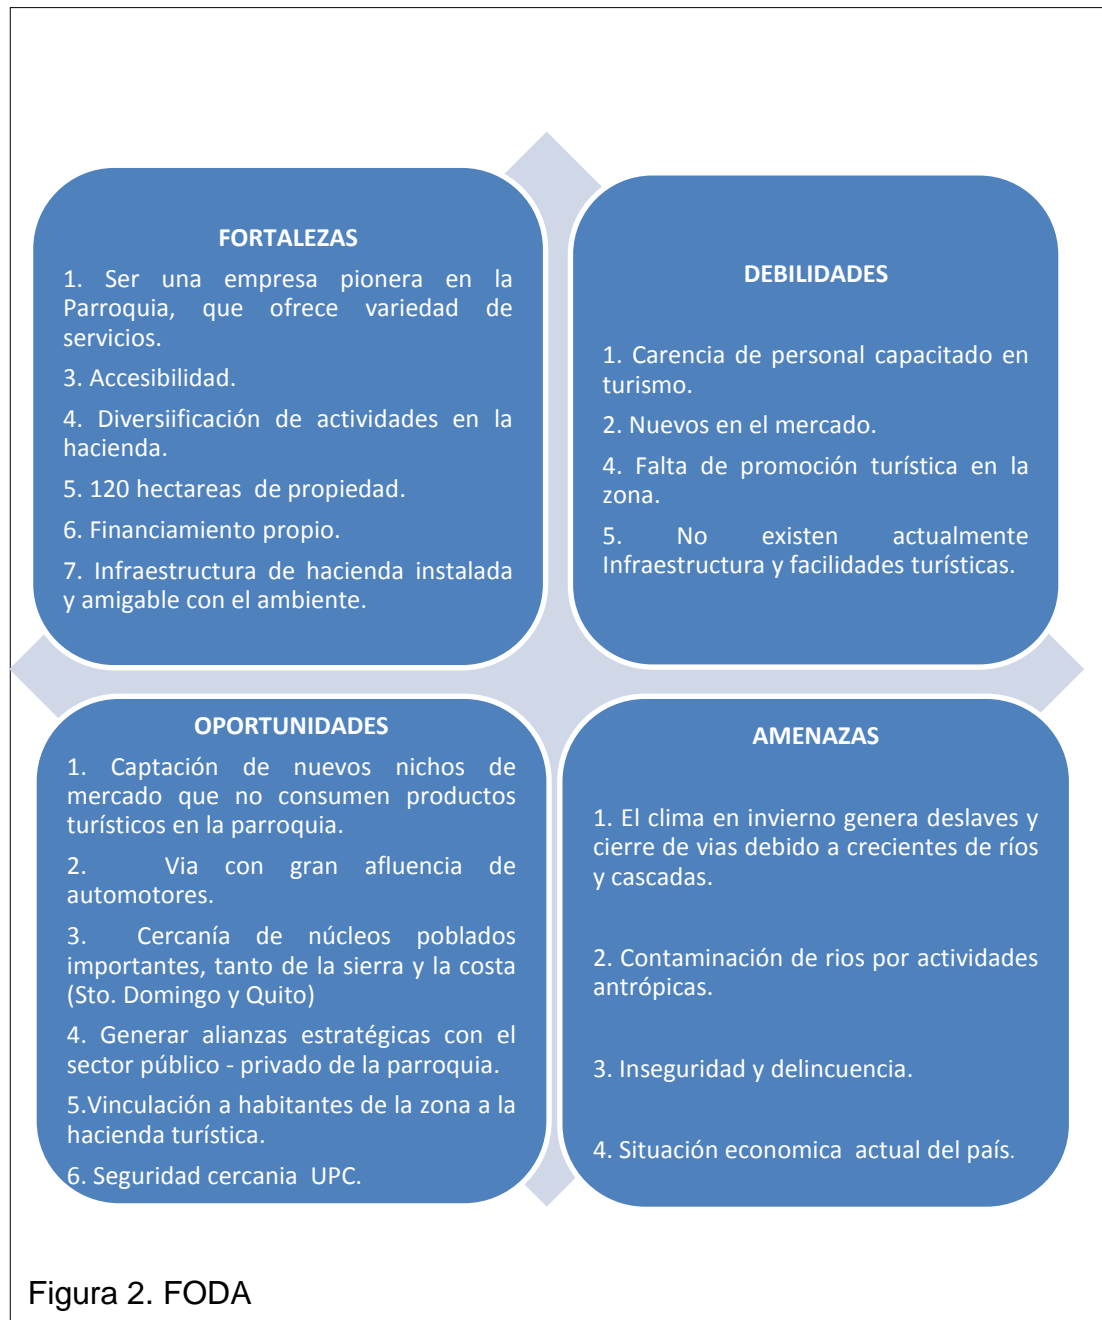 FORTALEZAS
1. Ser una empresa pionera en la
Parroquia, que ofrece variedad de
servicios.
3. Accesibilidad.
4. Diversiificación de actividades en la
hacienda.
5. 120 hectareas de propiedad.
6. Financiamiento propio.
7. Infraestructura de hacienda instalada
y amigable con el ambiente.
DEBILIDADES
1. Carencia de personal capacitado en
turismo.
2. Nuevos en el mercado.
4. Falta de promoción turística en la
zona.
5. No existen actualmente
Infraestructura y facilidades turísticas.
OPORTUNIDADES
1. Captación de nuevos nichos de
mercado que no consumen productos
turísticos en la parroquia.
2. Via con gran afluencia de
automotores.
3. Cercanía de núcleos poblados
importantes, tanto de la sierra y la costa
(Sto. Domingo y Quito)
4. Generar alianzas estratégicas con el
sector público - privado de la parroquia.
5.Vinculación a habitantes de la zona a la
hacienda turística.
6. Seguridad cercania UPC.
AMENAZAS
1. El clima en invierno genera deslaves y
cierre de vias debido a crecientes de ríos
y cascadas.
2. Contaminación de rios por actividades
antrópicas.
3. Inseguridad y delincuencia.
4. Situación economica actual del país.
Figura 2. FODA